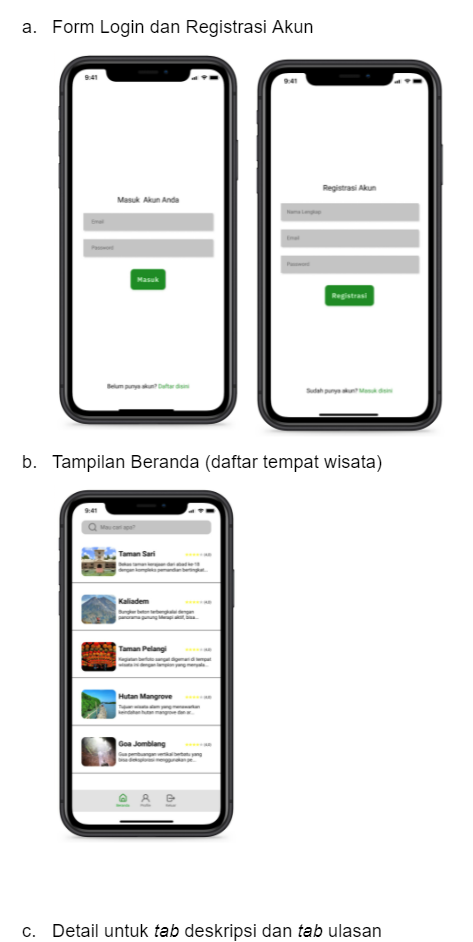 a. Form Login dan Registrasi Akun
9:41
Masuk Akun Anda
Email
Password
Masuk
Belum punya akun? Daftar disini
9:41
Registrasi Akun
Nama Lengkap
Email
Password
Registrasi
Sudah punya akun? Masuk disini
b. Tampilan Beranda (daftar tempat wisata)
9:41
Mau cari apa?
Taman Sari
Bekas taman kerajaan dari abad ke-18
dengan kompleks pemandian bertingkat...
Kaliadem
Bungker beton terbengkalai dengan
panorama gunung Merapi aktif, bisa...
Taman Pelangi
Kegiatan berfoto sangat digemari di tempat
wisata ini dengan lampion yang menyala...
Hutan Mangrove
Tujuan wisata alam yang menawarkan
keindahan hutan mangrove dan ar...
Goa Jomblang
Gua pembuangan vertikal berbatu yang
bisa dieksplorasi menggunakan pe...
Beranda Profile Keluar
c. Detail untuk tab deskripsi dan tab ulasan